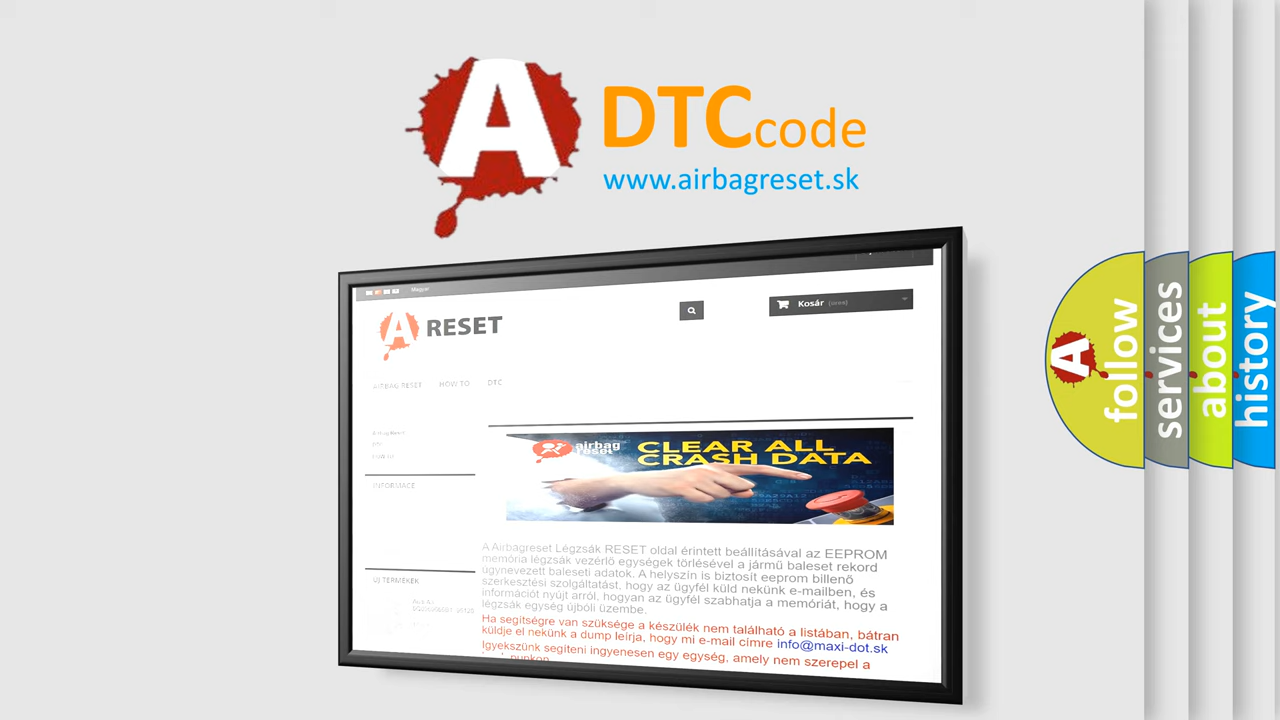 A
DTCcode
www.airbagreset.sk
Magyar
A RESET
Kosár (üres)
AIRBAG RESET HOW TO DTC
INFORMACE
airbag
reset
CLEAR ALL
CRASH DATA
A Airbagreset Légzsák RESET oldal érintett beállításával az EEPROM
memória légzsák vezérlő egységek törlésével a jármű baleset rekord
úgynevezett baleseti adatok. A helyszín is biztosít eeprom billenő
szerkesztési szolgáltatást, hogy az ügyfél küld nekünk e-mailben, és
információt nyújt arról, hogyan az ügyfél szabhatja a memóriát, hogy a
légzsák egység újbóli üzembe.
Ha segítségre van szüksége a készülék nem található a listában, bátran
küldje el nekünk a dump leírja, hogy mi e-mail címre info@maxi-dot.sk
Igyekszünk segíteni ingyenesen egy egység, amely nem szerepel a
ÚJ TERMÉKEK
A
follow
services
about
history